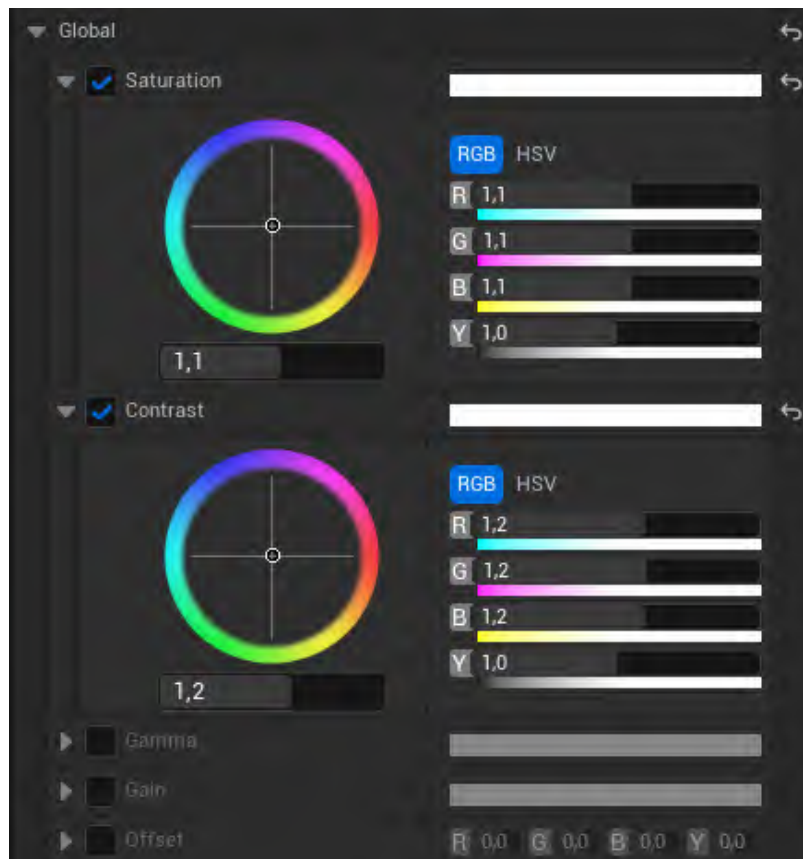 Global
Saturation
RGB HSV
R 1,1
G 1,1
B 1,1
Y 1,0
1,1
Contrast
RGB HSV
R 1,2
G 1,2
B 1,2
Y 1,0
1,2
Gamma
Gain
Offset R 0,0 G 0,0 B 0,0 Y 0,0